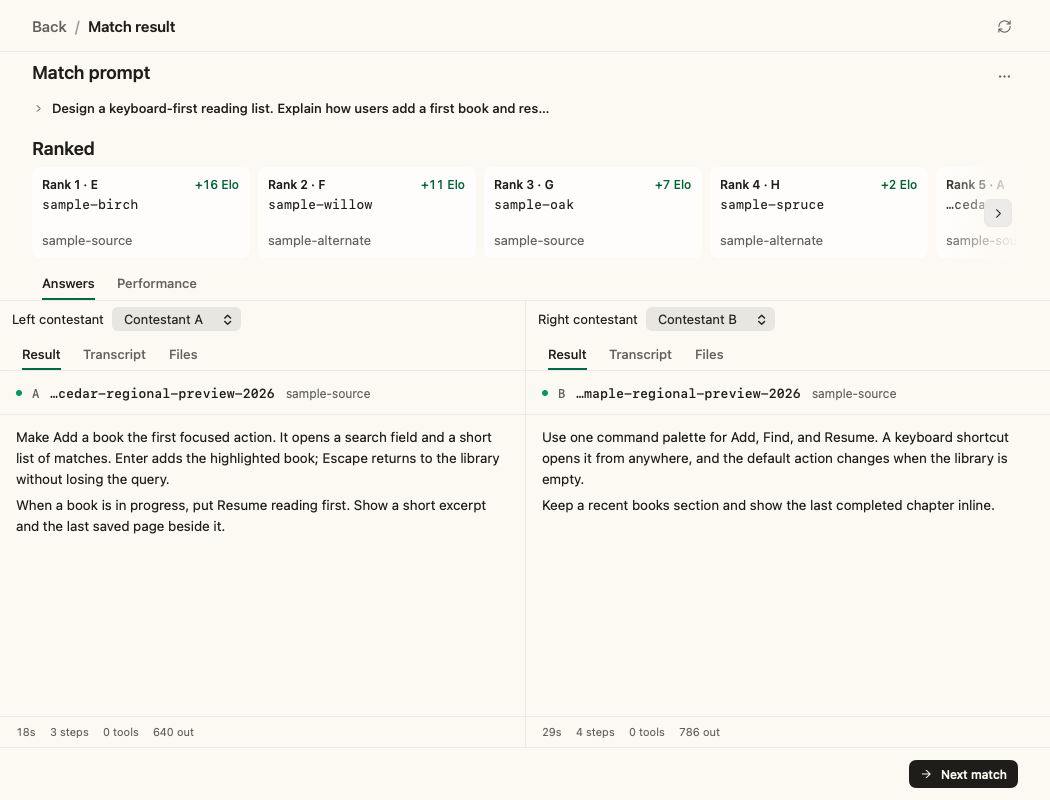 Back / Match result
Match prompt
Design a keyboard-first reading list. Explain how users add a first book and res…
Ranked
Rank 1 · E +16 Elo
sample-birch
sample-source
Rank 2 · F +11 Elo
sample-willow
sample-alternate
Rank 3 · G +7 Elo
sample-oak
sample-source
Rank 4 · H +2 Elo
sample-spruce
sample-alternate
Rank 5 · A
…ceda
sample-sou
Answers Performance
Left contestant Contestant A
Result Transcript Files
A …cedar-regional-preview-2026 sample-source
Make Add a book the first focused action. It opens a search field and a short
list of matches. Enter adds the highlighted book; Escape returns to the library
without losing the query.
When a book is in progress, put Resume reading first. Show a short excerpt
and the last saved page beside it.
18s 3 steps 0 tools 640 out
Right contestant Contestant B
Result Transcript Files
B …maple-regional-preview-2026 sample-source
Use one command palette for Add, Find, and Resume. A keyboard shortcut
opens it from anywhere, and the default action changes when the library is
empty.
Keep a recent books section and show the last completed chapter inline.
29s 4 steps 0 tools 786 out
Next match